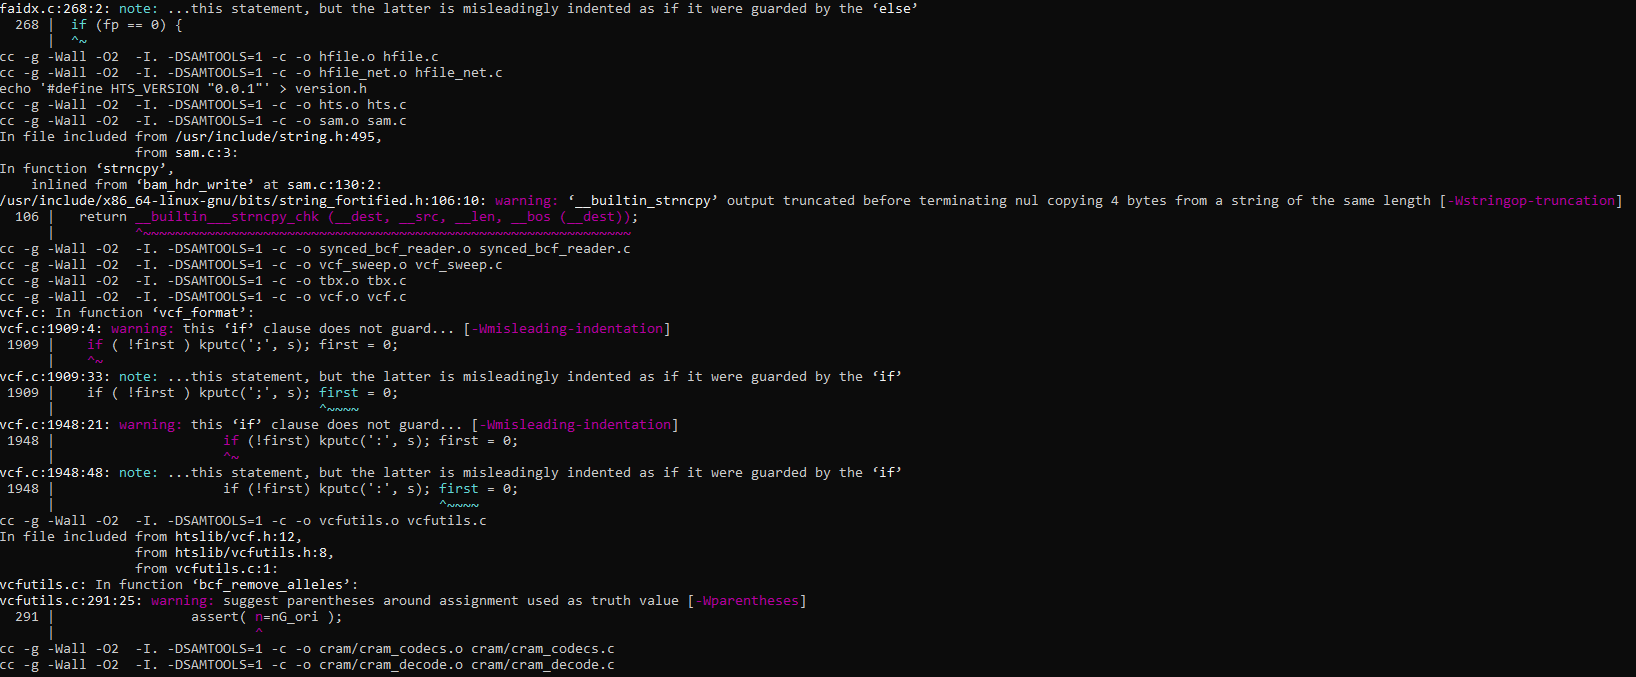 faidx.c:268:2: note: ...this statement, but the latter is misleadingly indented as if it were guarded by the ‘else’
  268 |  if (fp == 0) {
      |  ^~
cc -g -Wall -O2  -I. -DSAMTOOLS=1 -c -o hfile.o hfile.c
cc -g -Wall -O2  -I. -DSAMTOOLS=1 -c -o hfile_net.o hfile_net.c
echo '#define HTS_VERSION "0.0.1"' > version.h
cc -g -Wall -O2  -I. -DSAMTOOLS=1 -c -o hts.o hts.c
cc -g -Wall -O2  -I. -DSAMTOOLS=1 -c -o sam.o sam.c
In file included from /usr/include/string.h:495,
                 from sam.c:3:
In function ‘strncpy’,
    inlined from ‘bam_hdr_write’ at sam.c:130:2:
/usr/include/x86_64-linux-gnu/bits/string_fortified.h:106:10: warning: ‘__builtin_strncpy’ output truncated before terminating nul copying 4 bytes from a string of the same length [-Wstringop-truncation]
  106 |   return __builtin___strncpy_chk (__dest, __src, __len, __bos (__dest));
      |          ^~~~~~~~~~~~~~~~~~~~~~~~~~~~~~~~~~~~~~~~~~~~~~~~~~~~~~~~~~~~~~
cc -g -Wall -O2  -I. -DSAMTOOLS=1 -c -o synced_bcf_reader.o synced_bcf_reader.c
cc -g -Wall -O2  -I. -DSAMTOOLS=1 -c -o vcf_sweep.o vcf_sweep.c
cc -g -Wall -O2  -I. -DSAMTOOLS=1 -c -o tbx.o tbx.c
cc -g -Wall -O2  -I. -DSAMTOOLS=1 -c -o vcf.o vcf.c
vcf.c: In function ‘vcf_format’:
vcf.c:1909:4: warning: this ‘if’ clause does not guard... [-Wmisleading-indentation]
 1909 |    if ( !first ) kputc(';', s); first = 0;
      |    ^~
vcf.c:1909:33: note: ...this statement, but the latter is misleadingly indented as if it were guarded by the ‘if’
 1909 |    if ( !first ) kputc(';', s); first = 0;
      |                                 ^~~~~
vcf.c:1948:21: warning: this ‘if’ clause does not guard... [-Wmisleading-indentation]
 1948 |                     if (!first) kputc(':', s); first = 0;
      |                     ^~
vcf.c:1948:48: note: ...this statement, but the latter is misleadingly indented as if it were guarded by the ‘if’
 1948 |                     if (!first) kputc(':', s); first = 0;
      |                                                ^~~~~
cc -g -Wall -O2  -I. -DSAMTOOLS=1 -c -o vcfutils.o vcfutils.c
In file included from htslib/vcf.h:12,
                 from htslib/vcfutils.h:8,
                 from vcfutils.c:1:
vcfutils.c: In function ‘bcf_remove_alleles’:
vcfutils.c:291:25: warning: suggest parentheses around assignment used as truth value [-Wparentheses]
  291 |                 assert( n=nG_ori );
      |                         ^
cc -g -Wall -O2  -I. -DSAMTOOLS=1 -c -o cram/cram_codecs.o cram/cram_codecs.c
cc -g -Wall -O2  -I. -DSAMTOOLS=1 -c -o cram/cram_decode.o cram/cram_decode.c